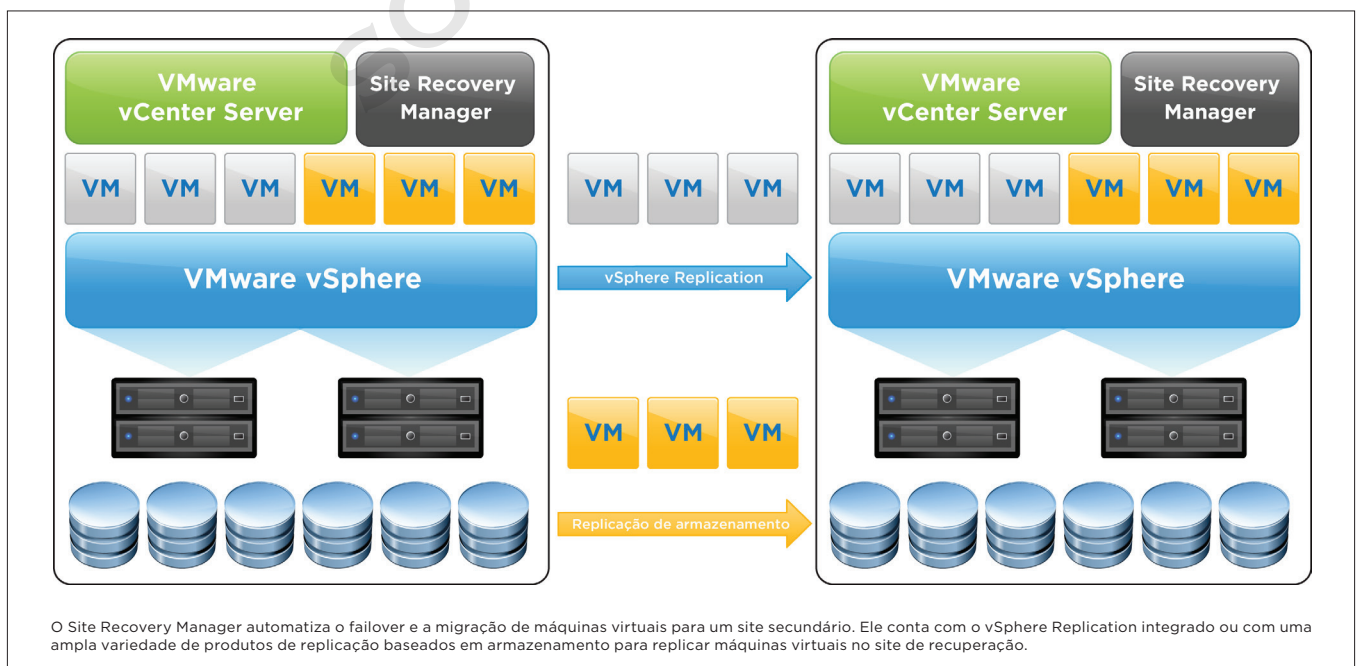 VMware
vCenter Server
Site Recovery
Manager
VM VM VM VM VM VM
VMware vSphere
VM VM VM
vSphere Replication
VM VM VM
Replicação de armazenamento
VMware
vCenter Server
Site Recovery
Manager
VM VM VM VM VM VM
VMware vSphere
O Site Recovery Manager automatiza o failover e a migração de máquinas virtuais para um site secundário. Ele conta com o vSphere Replication integrado ou com uma
ampla variedade de produtos de replicação baseados em armazenamento para replicar máquinas virtuais no site de recuperação.